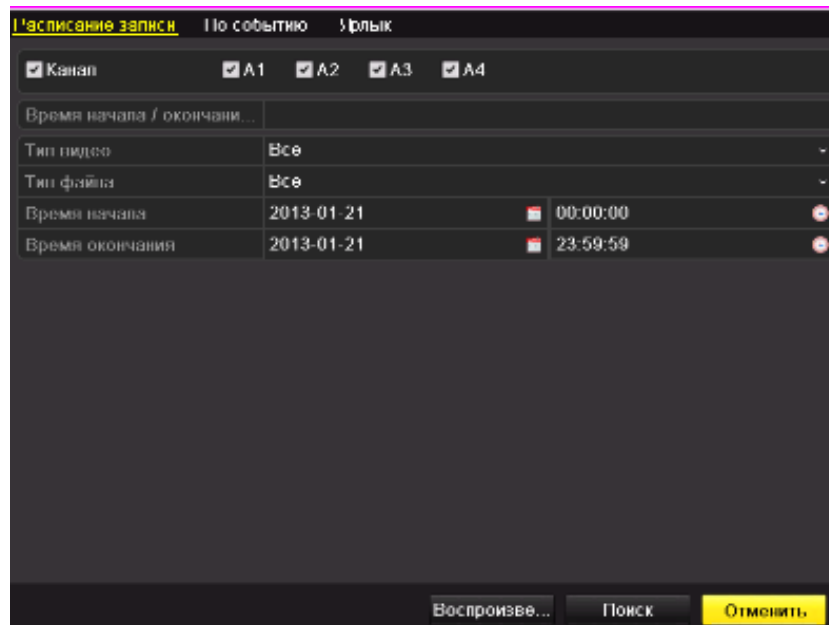 Расписание записи По событию Ярлык
Канал A1 A2 A3 A4
Время начала / окончани...
Тип видео Все
Тип файла Все
Время начала 2013-01-21 00:00:00
Время окончания 2013-01-21 23:59:59
Воспроизве... Поиск Отменить